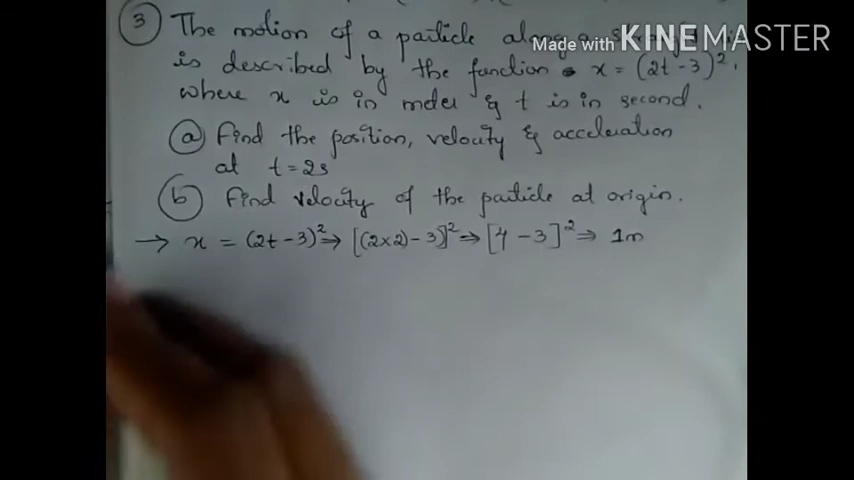 ③ The motion of a particle along a
Made with KINEMASTER
is described by the function x = (2t - 3)²,
where x is in meter & t is in second.
ⓐ Find the position, velocity & acceleration
at t = 2s
ⓑ Find velocity of the particle at origin.
→ x = (2t - 3)² ⇒ [(2×2) - 3]² ⇒ [4 - 3]² ⇒ 1m